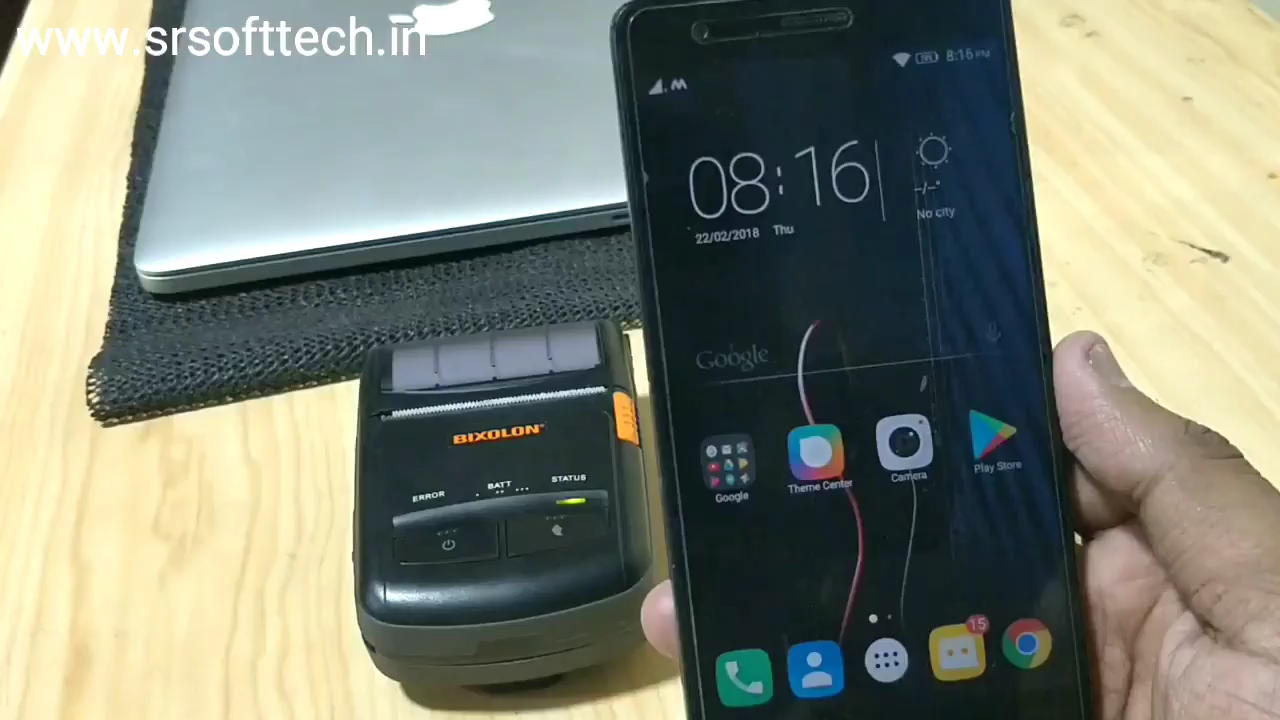 www.srsofttech.in
8:16 PM
08:16
No city
22/02/2018 Thu
Google
BIXOLON
ERROR
BATT
STATUS
Google
Theme Center
Camera
Play Store
15